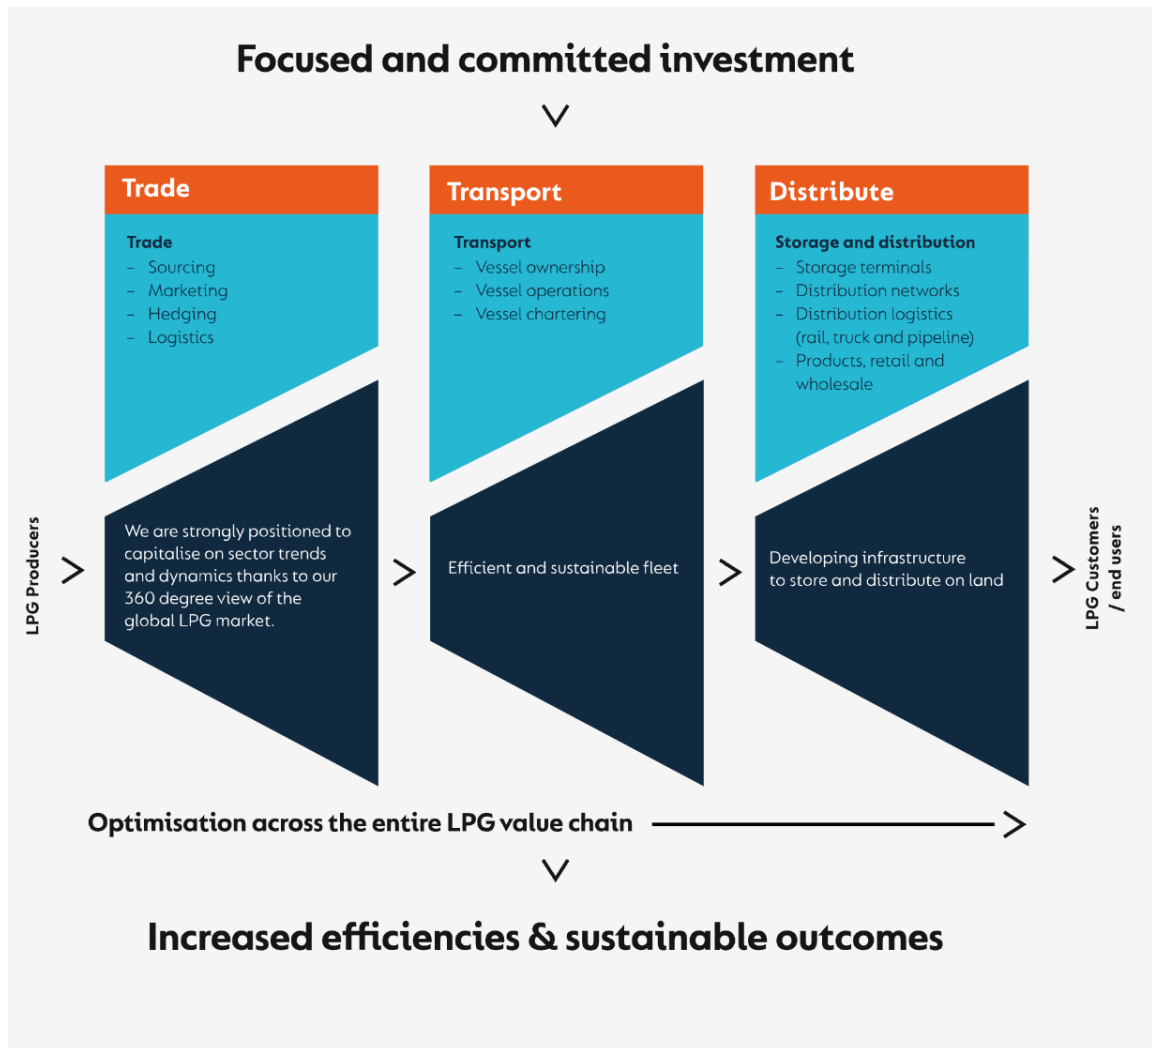 Focused and committed investment
Trade
Trade
– Sourcing
– Marketing
– Hedging
– Logistics
Transport
Transport
– Vessel ownership
– Vessel operations
– Vessel chartering
Distribute
Storage and distribution
– Storage terminals
– Distribution networks
– Distribution logistics
(rail, truck and pipeline)
– Products, retail and
wholesale
LPG Producers
We are strongly positioned to
capitalise on sector trends
and dynamics thanks to our
360 degree view of the
global LPG market.
Efficient and sustainable fleet
Developing infrastructure
to store and distribute on land
LPG Customers
/ end users
Optimisation across the entire LPG value chain
Increased efficiencies & sustainable outcomes